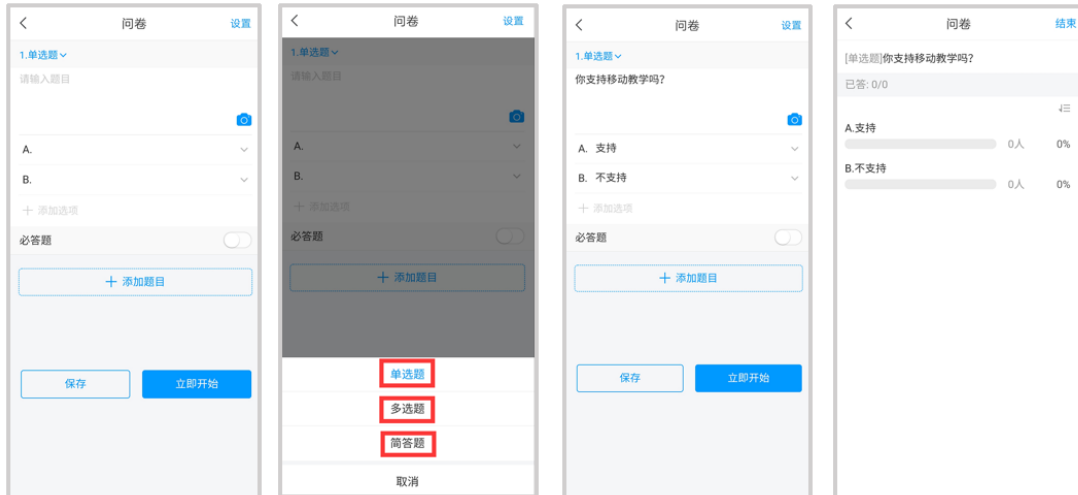 问卷
设置
1.单选题
请输入题目
A.
B.
添加选项
必答题
添加题目
保存
立即开始
问卷
设置
1.单选题
请输入题目
A.
B.
添加选项
必答题
添加题目
单选题
多选题
简答题
取消
问卷
设置
1.单选题
你支持移动教学吗?
A. 支持
B. 不支持
添加选项
必答题
添加题目
保存
立即开始
问卷
结束
[单选题]你支持移动教学吗?
已答: 0/0
A.支持
0人 0%
B.不支持
0人 0%